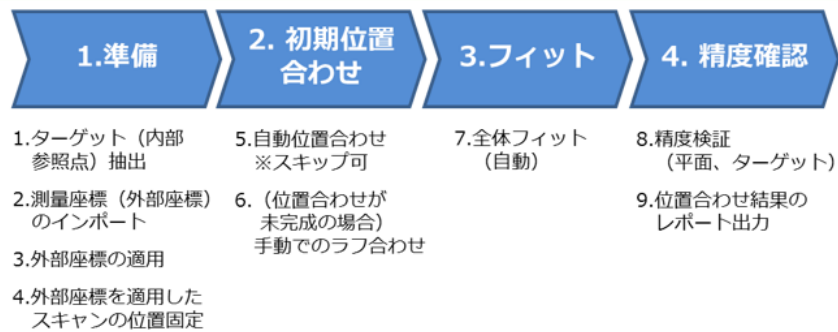 1.準備
2. 初期位置
合わせ
3.フィット
4. 精度確認
1.ターゲット（内部
参照点）抽出
2.測量座標（外部座標）
のインポート
3.外部座標の適用
4.外部座標を適用した
スキャンの位置固定
5.自動位置合わせ
※スキップ可
6.（位置合わせが
未完成の場合）
手動でのラフ合わせ
7.全体フィット
（自動）
8.精度検証
（平面、ターゲット）
9.位置合わせ結果の
レポート出力